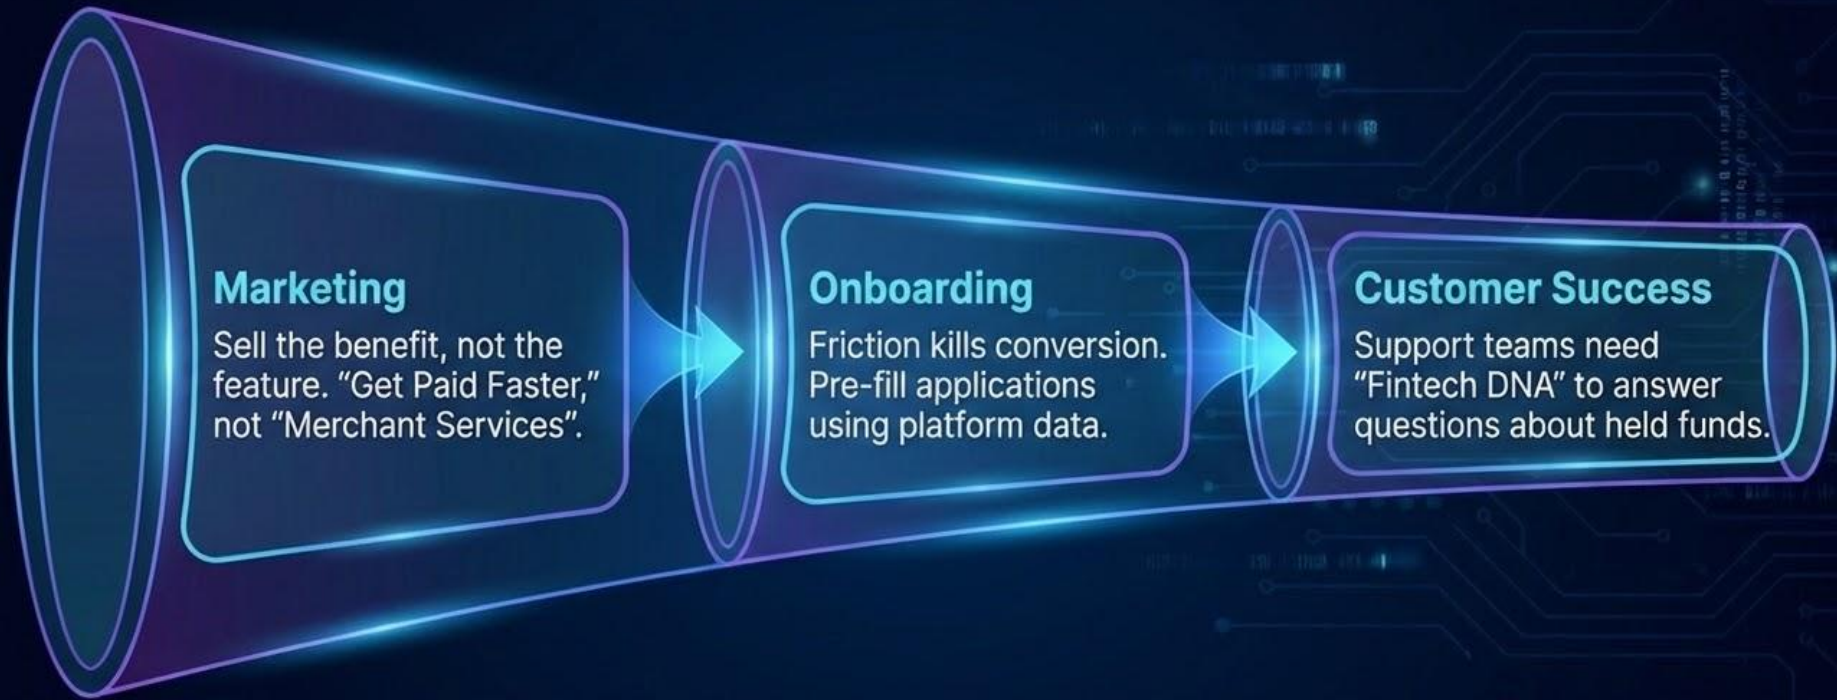 Marketing
Sell the benefit, not the
feature. “Get Paid Faster,”
not “Merchant Services”.
Onboarding
Friction kills conversion.
Pre-fill applications
using platform data.
Customer Success
Support teams need
“Fintech DNA” to answer
questions about held funds.